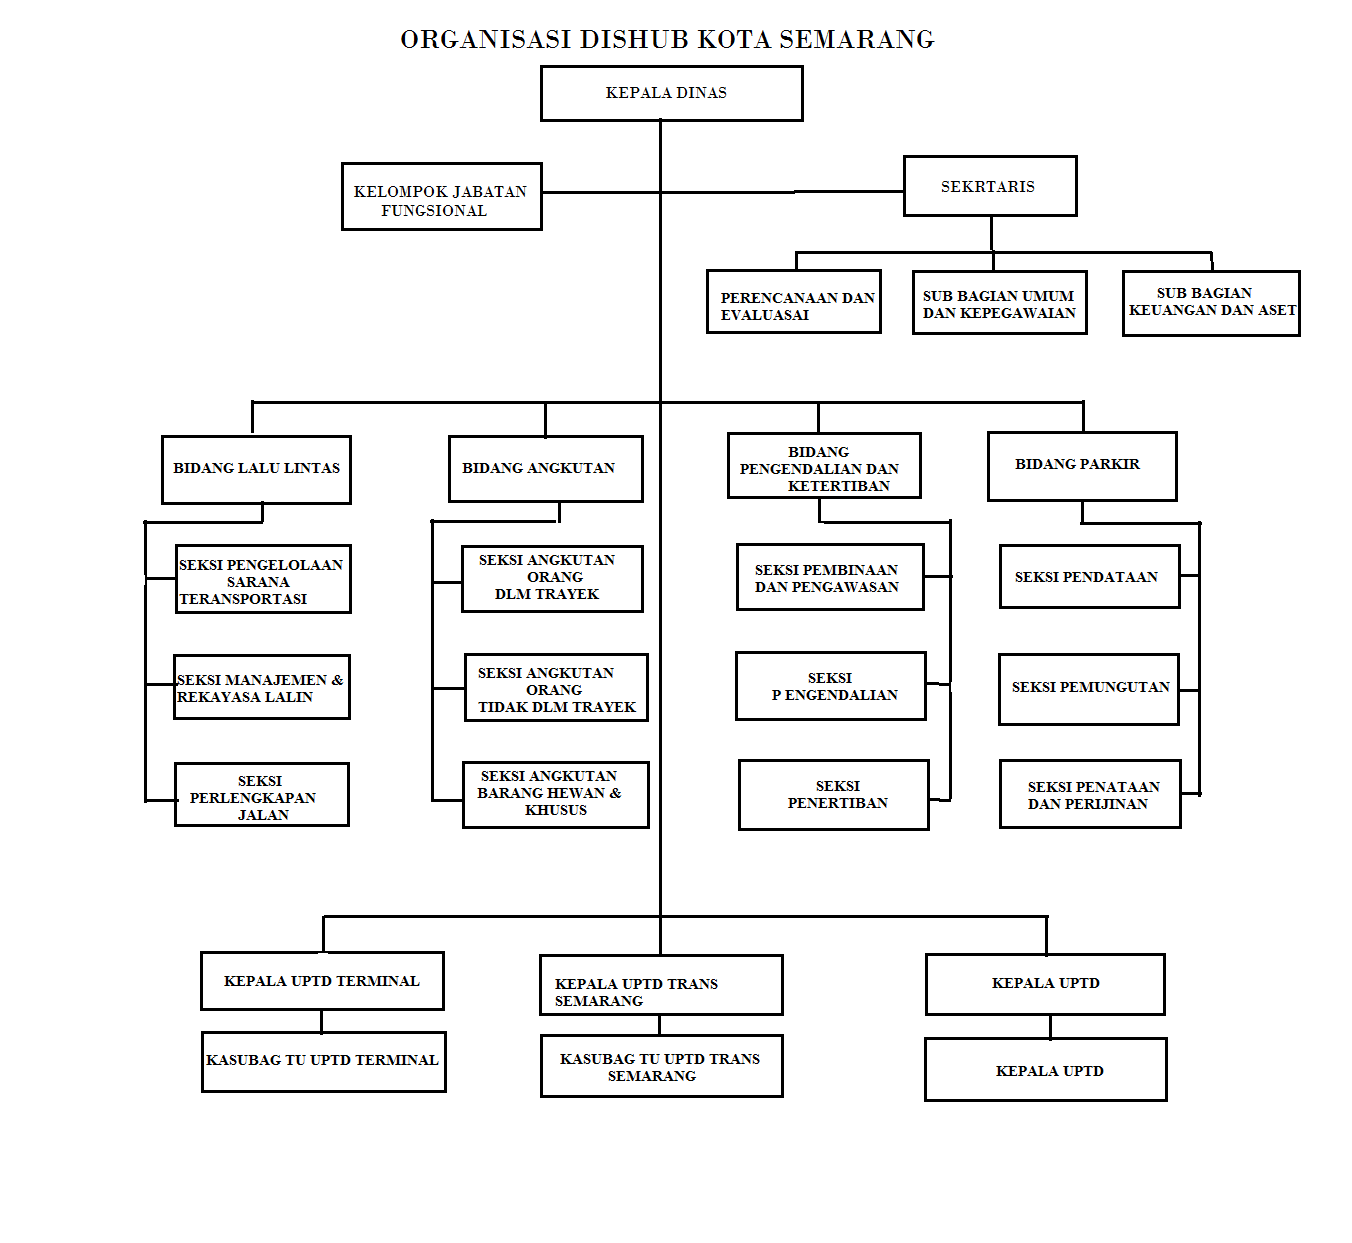 ORGANISASI DISHUB KOTA SEMARANG
KEPALA DINAS
KELOMPOK JABATAN
FUNGSIONAL
SEKRTARIS
PERENCANAAN DAN
EVALUASAI
SUB BAGIAN UMUM
DAN KEPEGAWAIAN
SUB BAGIAN
KEUANGAN DAN ASET
BIDANG LALU LINTAS
BIDANG ANGKUTAN
BIDANG
PENGENDALIAN DAN
KETERTIBAN
BIDANG PARKIR
SEKSI PENGELOLAAN
SARANA
TERANSPORTASI
SEKSI ANGKUTAN
ORANG
DLM TRAYEK
SEKSI PEMBINAAN
DAN PENGAWASAN
SEKSI PENDATAAN
SEKSI MANAJEMEN &
REKAYASA LALIN
SEKSI ANGKUTAN
ORANG
TIDAK DLM TRAYEK
SEKSI
P ENGENDALIAN
SEKSI PEMUNGUTAN
SEKSI
PERLENGKAPAN
JALAN
SEKSI ANGKUTAN
BARANG HEWAN &
KHUSUS
SEKSI
PENERTIBAN
SEKSI PENATAAN
DAN PERIJINAN
KEPALA UPTD TERMINAL
KEPALA UPTD TRANS
SEMARANG
KEPALA UPTD
KASUBAG TU UPTD TERMINAL
KASUBAG TU UPTD TRANS
SEMARANG
KEPALA UPTD